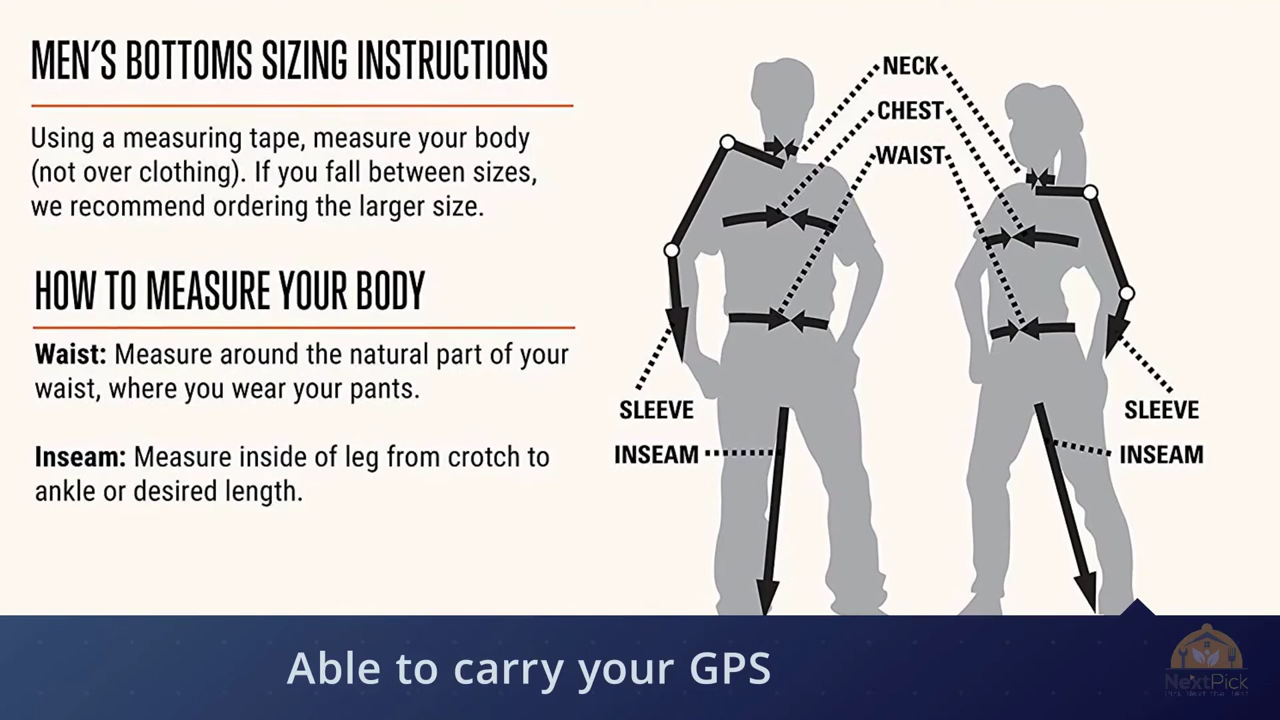 MEN'S BOTTOMS SIZING INSTRUCTIONS
Using a measuring tape, measure your body
(not over clothing). If you fall between sizes,
we recommend ordering the larger size.
HOW TO MEASURE YOUR BODY
Waist: Measure around the natural part of your
waist, where you wear your pants.
Inseam: Measure inside of leg from crotch to
ankle or desired length.
NECK
CHEST
WAIST
SLEEVE
INSEAM
SLEEVE
INSEAM
Able to carry your GPS
NextPick